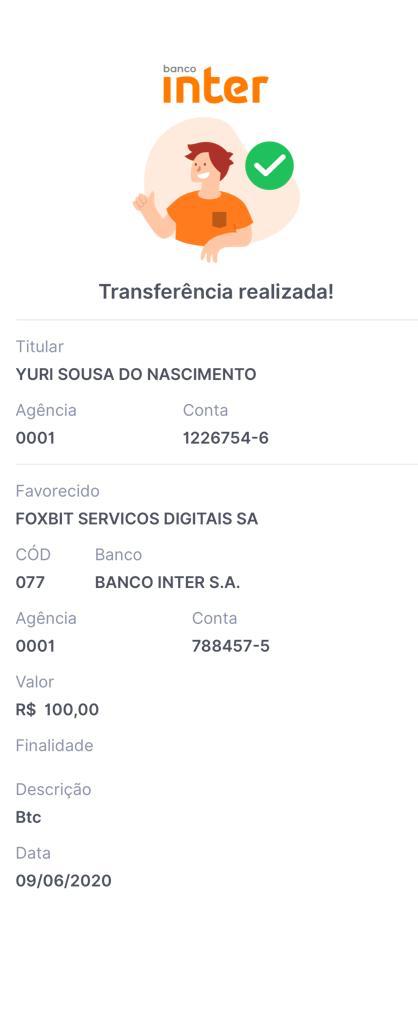 banco
inter
Transferência realizada!
Titular
YURI SOUSA DO NASCIMENTO
Agência Conta
0001 1226754-6
Favorecido
FOXBIT SERVICOS DIGITAIS SA
CÓD Banco
077 BANCO INTER S.A.
Agência Conta
0001 788457-5
Valor
R$ 100,00
Finalidade
Descrição
Btc
Data
09/06/2020